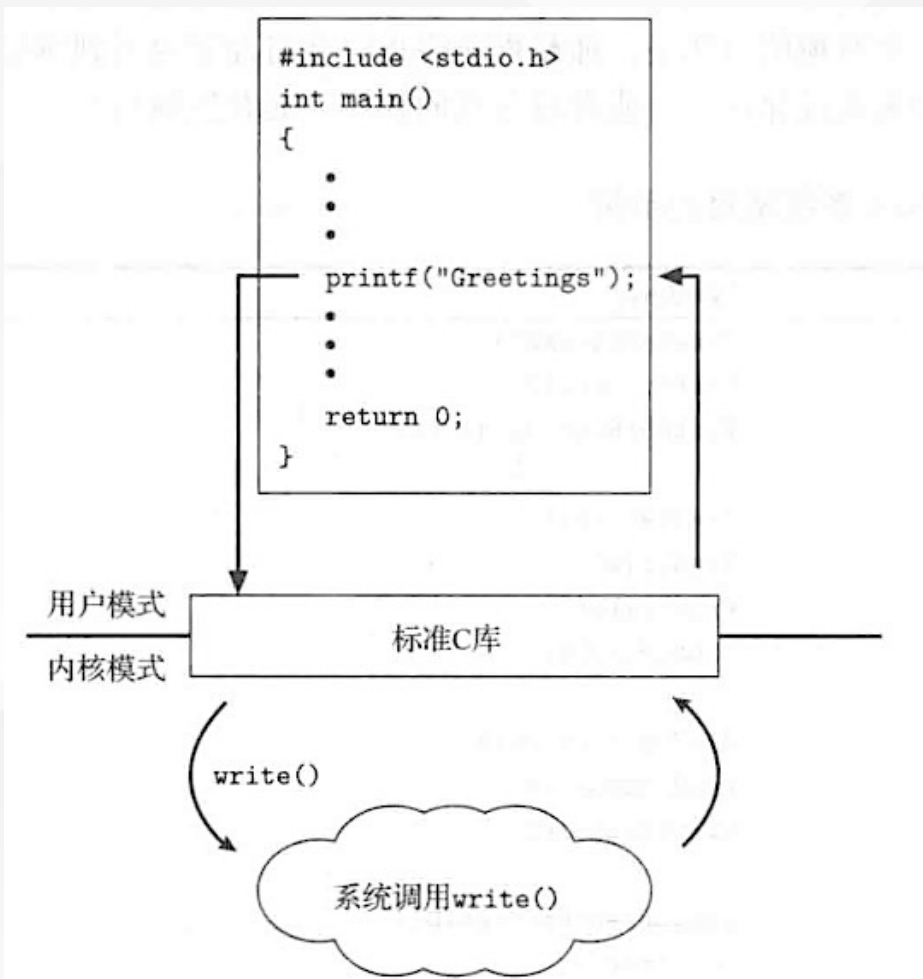 #include <stdio.h>
int main()
{
•
•
•
printf("Greetings");
•
•
•
return 0;
}
用户模式
标准C库
内核模式
write()
系统调用write()